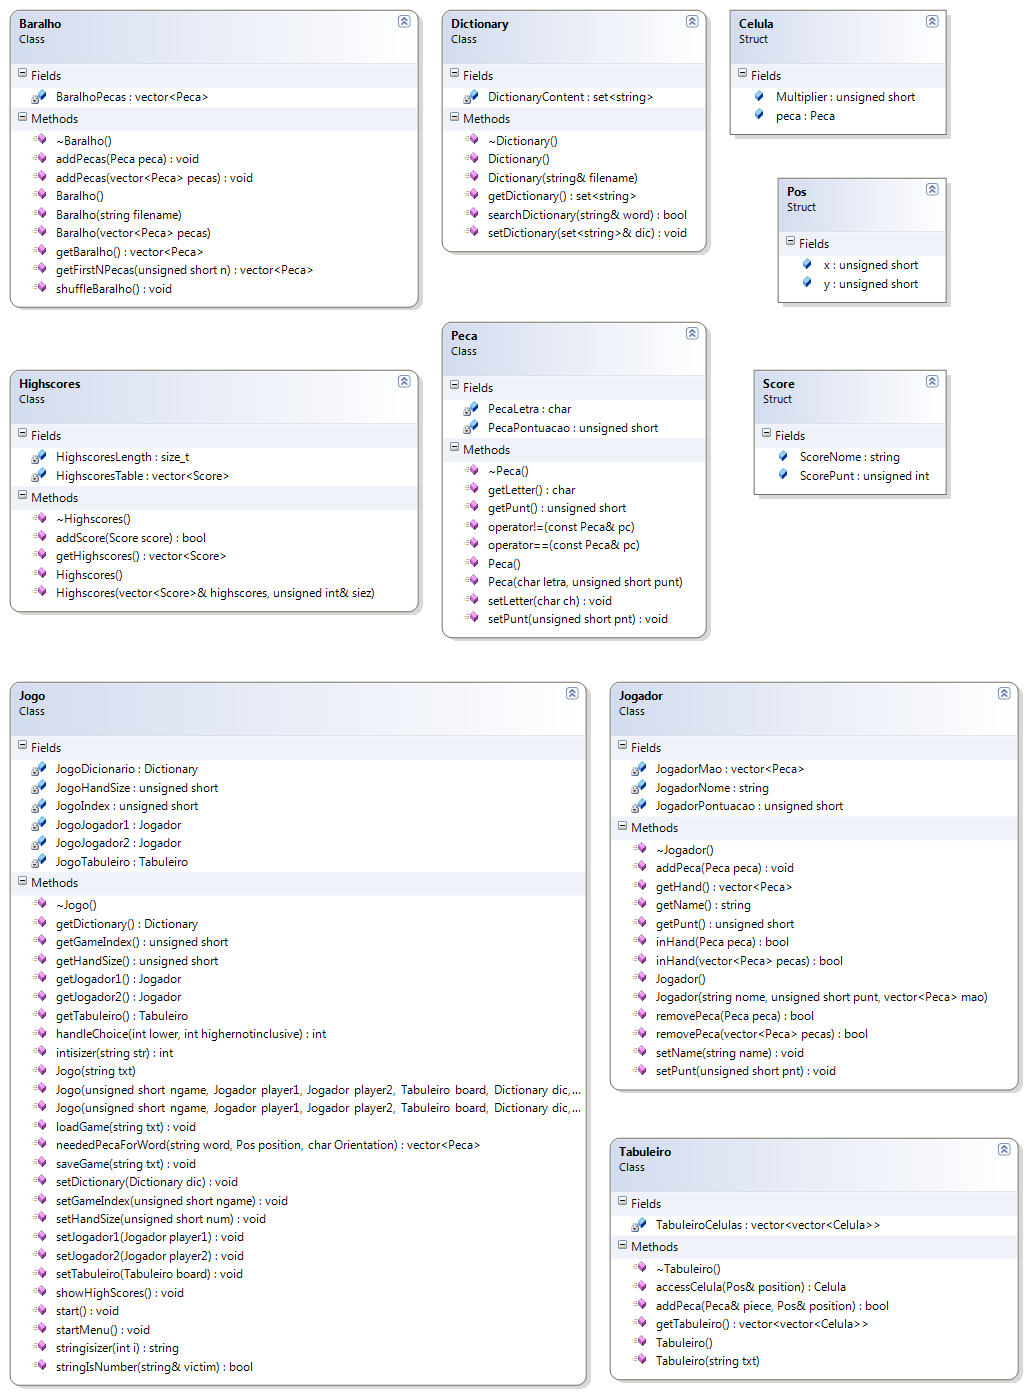 Baralho
Class
Fields
BaralhoPecas : vector<Peca>
Methods
~Baralho()
addPecas(Peca peca) : void
addPecas(vector<Peca> pecas) : void
Baralho()
Baralho(string filename)
Baralho(vector<Peca> pecas)
getBaralho() : vector<Peca>
getFirstNPecas(unsigned short n) : vector<Peca>
shuffleBaralho() : void
Dictionary
Class
Fields
DictionaryContent : set<string>
Methods
~Dictionary()
Dictionary()
Dictionary(string& filename)
getDictionary() : set<string>
searchDictionary(string& word) : bool
setDictionary(set<string>& dic) : void
Celula
Struct
Fields
Multiplier : unsigned short
peca : Peca
Pos
Struct
Fields
x : unsigned short
y : unsigned short
Highscores
Class
Fields
HighscoresLength : size_t
HighscoresTable : vector<Score>
Methods
~Highscores()
addScore(Score score) : bool
getHighscores() : vector<Score>
Highscores()
Highscores(vector<Score>& highscores, unsigned int& siez)
Peca
Class
Fields
PecaLetra : char
PecaPontuacao : unsigned short
Methods
~Peca()
getLetter() : char
getPunt() : unsigned short
operator!=(const Peca& pc)
operator==(const Peca& pc)
Peca()
Peca(char letra, unsigned short punt)
setLetter(char ch) : void
setPunt(unsigned short pnt) : void
Score
Struct
Fields
ScoreNome : string
ScorePunt : unsigned int
Jogo
Class
Fields
JogoDicionario : Dictionary
JogoHandSize : unsigned short
JogoIndex : unsigned short
JogoJogador1 : Jogador
JogoJogador2 : Jogador
JogoTabuleiro : Tabuleiro
Methods
~Jogo()
getDictionary() : Dictionary
getGameIndex() : unsigned short
getHandSize() : unsigned short
getJogador1() : Jogador
getJogador2() : Jogador
getTabuleiro() : Tabuleiro
handleChoice(int lower, int highernotinclusive) : int
intisizer(string str) : int
Jogo(string txt)
Jogo(unsigned short ngame, Jogador player1, Jogador player2, Tabuleiro board, Dictionary dic,...
Jogo(unsigned short ngame, Jogador player1, Jogador player2, Tabuleiro board, Dictionary dic,...
loadGame(string txt) : void
neededPecaForWord(string word, Pos position, char Orientation) : vector<Peca>
saveGame(string txt) : void
setDictionary(Dictionary dic) : void
setGameIndex(unsigned short ngame) : void
setHandSize(unsigned short num) : void
setJogador1(Jogador player1) : void
setJogador2(Jogador player2) : void
setTabuleiro(Tabuleiro board) : void
showHighScores() : void
start() : void
startMenu() : void
stringisizer(int i) : string
stringIsNumber(string& victim) : bool
Jogador
Class
Fields
JogadorMao : vector<Peca>
JogadorNome : string
JogadorPontuacao : unsigned short
Methods
~Jogador()
addPeca(Peca peca) : void
getHand() : vector<Peca>
getName() : string
getPunt() : unsigned short
inHand(Peca peca) : bool
inHand(vector<Peca> pecas) : bool
Jogador()
Jogador(string nome, unsigned short punt, vector<Peca> mao)
removePeca(Peca peca) : bool
removePeca(vector<Peca> pecas) : bool
setName(string name) : void
setPunt(unsigned short pnt) : void
Tabuleiro
Class
Fields
TabuleiroCelulas : vector<vector<Celula>>
Methods
~Tabuleiro()
accessCelula(Pos& position) : Celula
addPeca(Peca& piece, Pos& position) : bool
getTabuleiro() : vector<vector<Celula>>
Tabuleiro()
Tabuleiro(string txt)